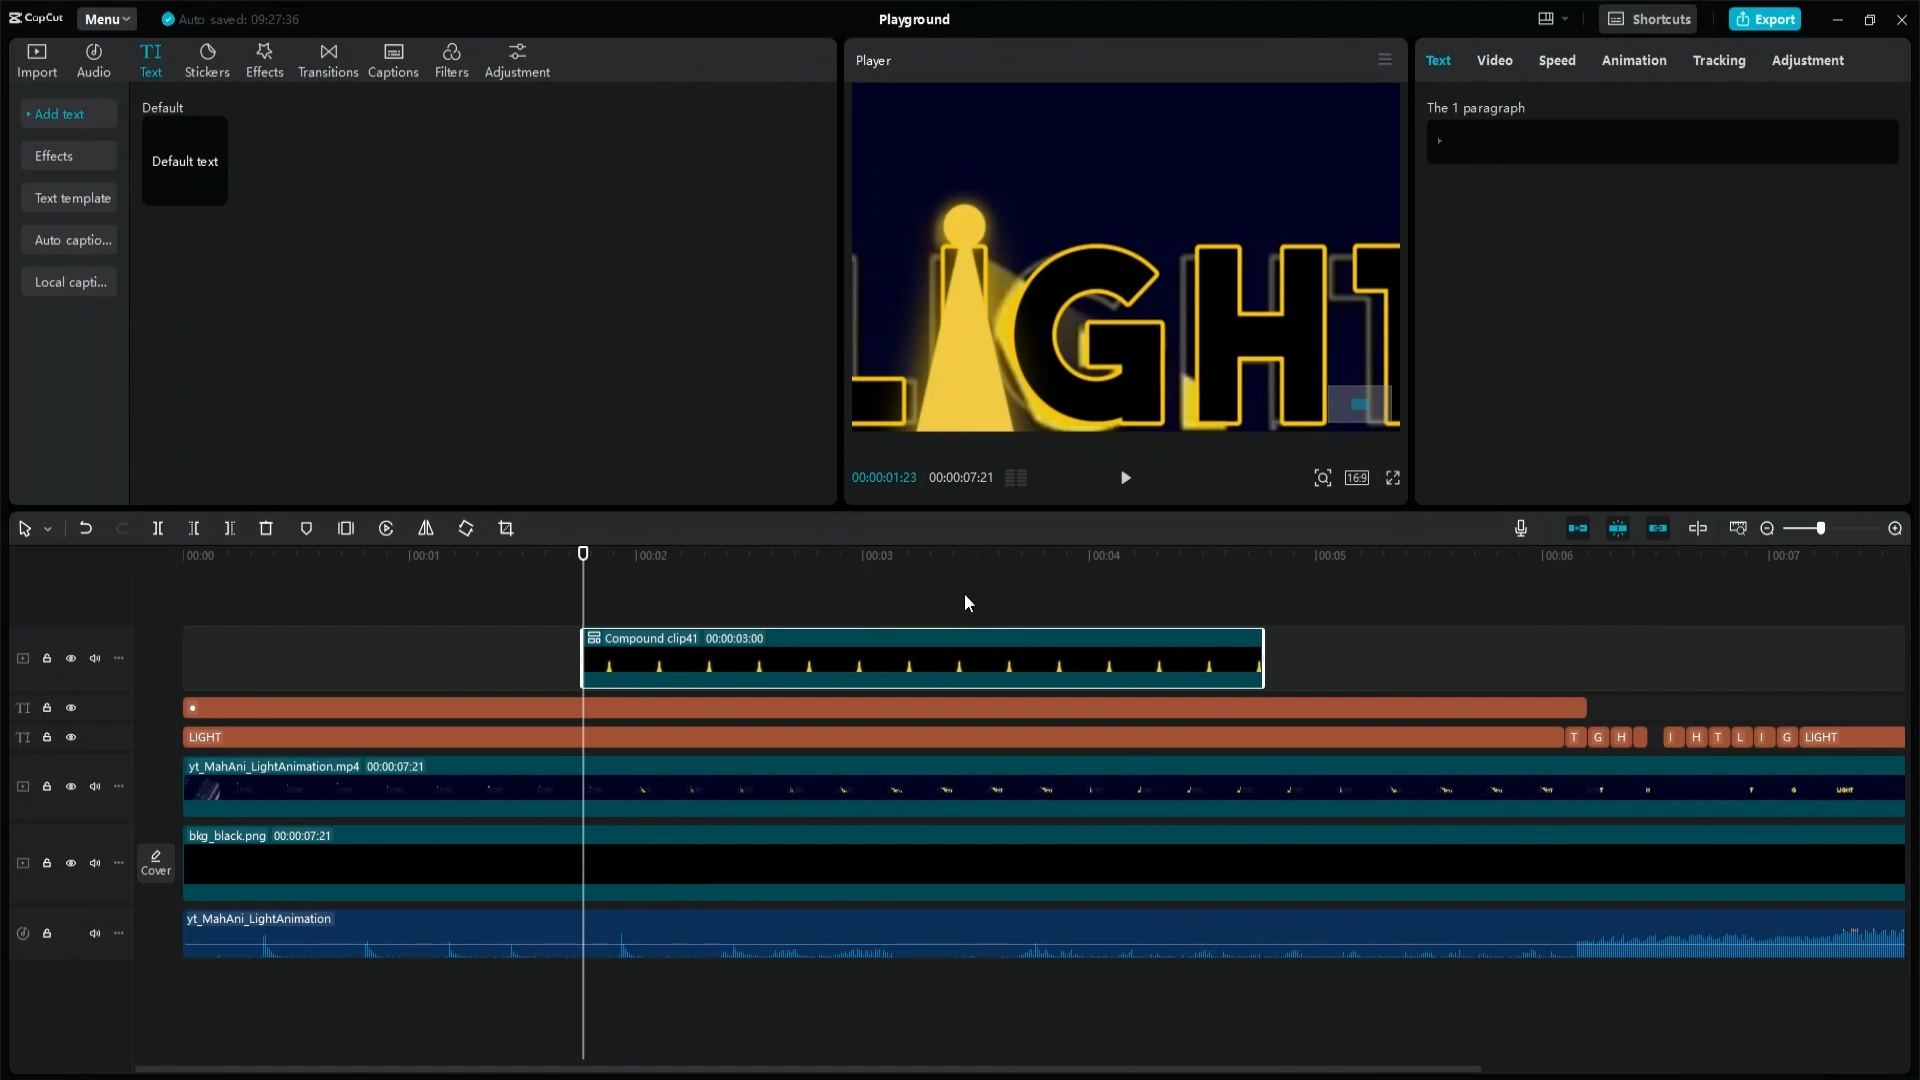 CapCut
Menu
Auto saved: 09:27:36
Playground
Shortcuts
Export
Import
Audio
TI
Text
Stickers
Effects
Transitions
Captions
Filters
Adjustment
Add text
Effects
Text template
Auto captio...
Local capti...
Default
Default text
Player
LIGHT
00:00:01:23
00:00:07:21
16:9
Text
Video
Speed
Animation
Tracking
Adjustment
The 1 paragraph
00:00
00:01
00:02
00:03
00:04
00:05
00:06
00:07
Compound clip41 00:00:03:00
TI
TI
LIGHT
T
G
H
I
H
T
L
I
G
LIGHT
yt_MahAni_LightAnimation.mp4 00:00:07:21
LIGHT
bkg_black.png 00:00:07:21
Cover
yt_MahAni_LightAnimation